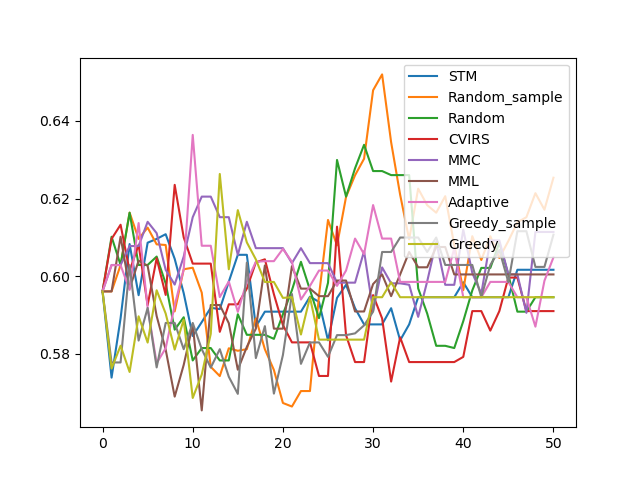 0.64
0.62
0.60
0.58
0
10
20
30
40
50
STM
Random_sample
Random
CVIRS
MMC
MML
Adaptive
Greedy_sample
Greedy